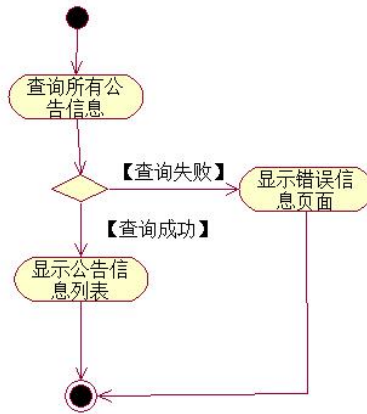 查询所有公
告信息
【查询失败】
显示错误信
息页面
【查询成功】
显示公告信
息列表